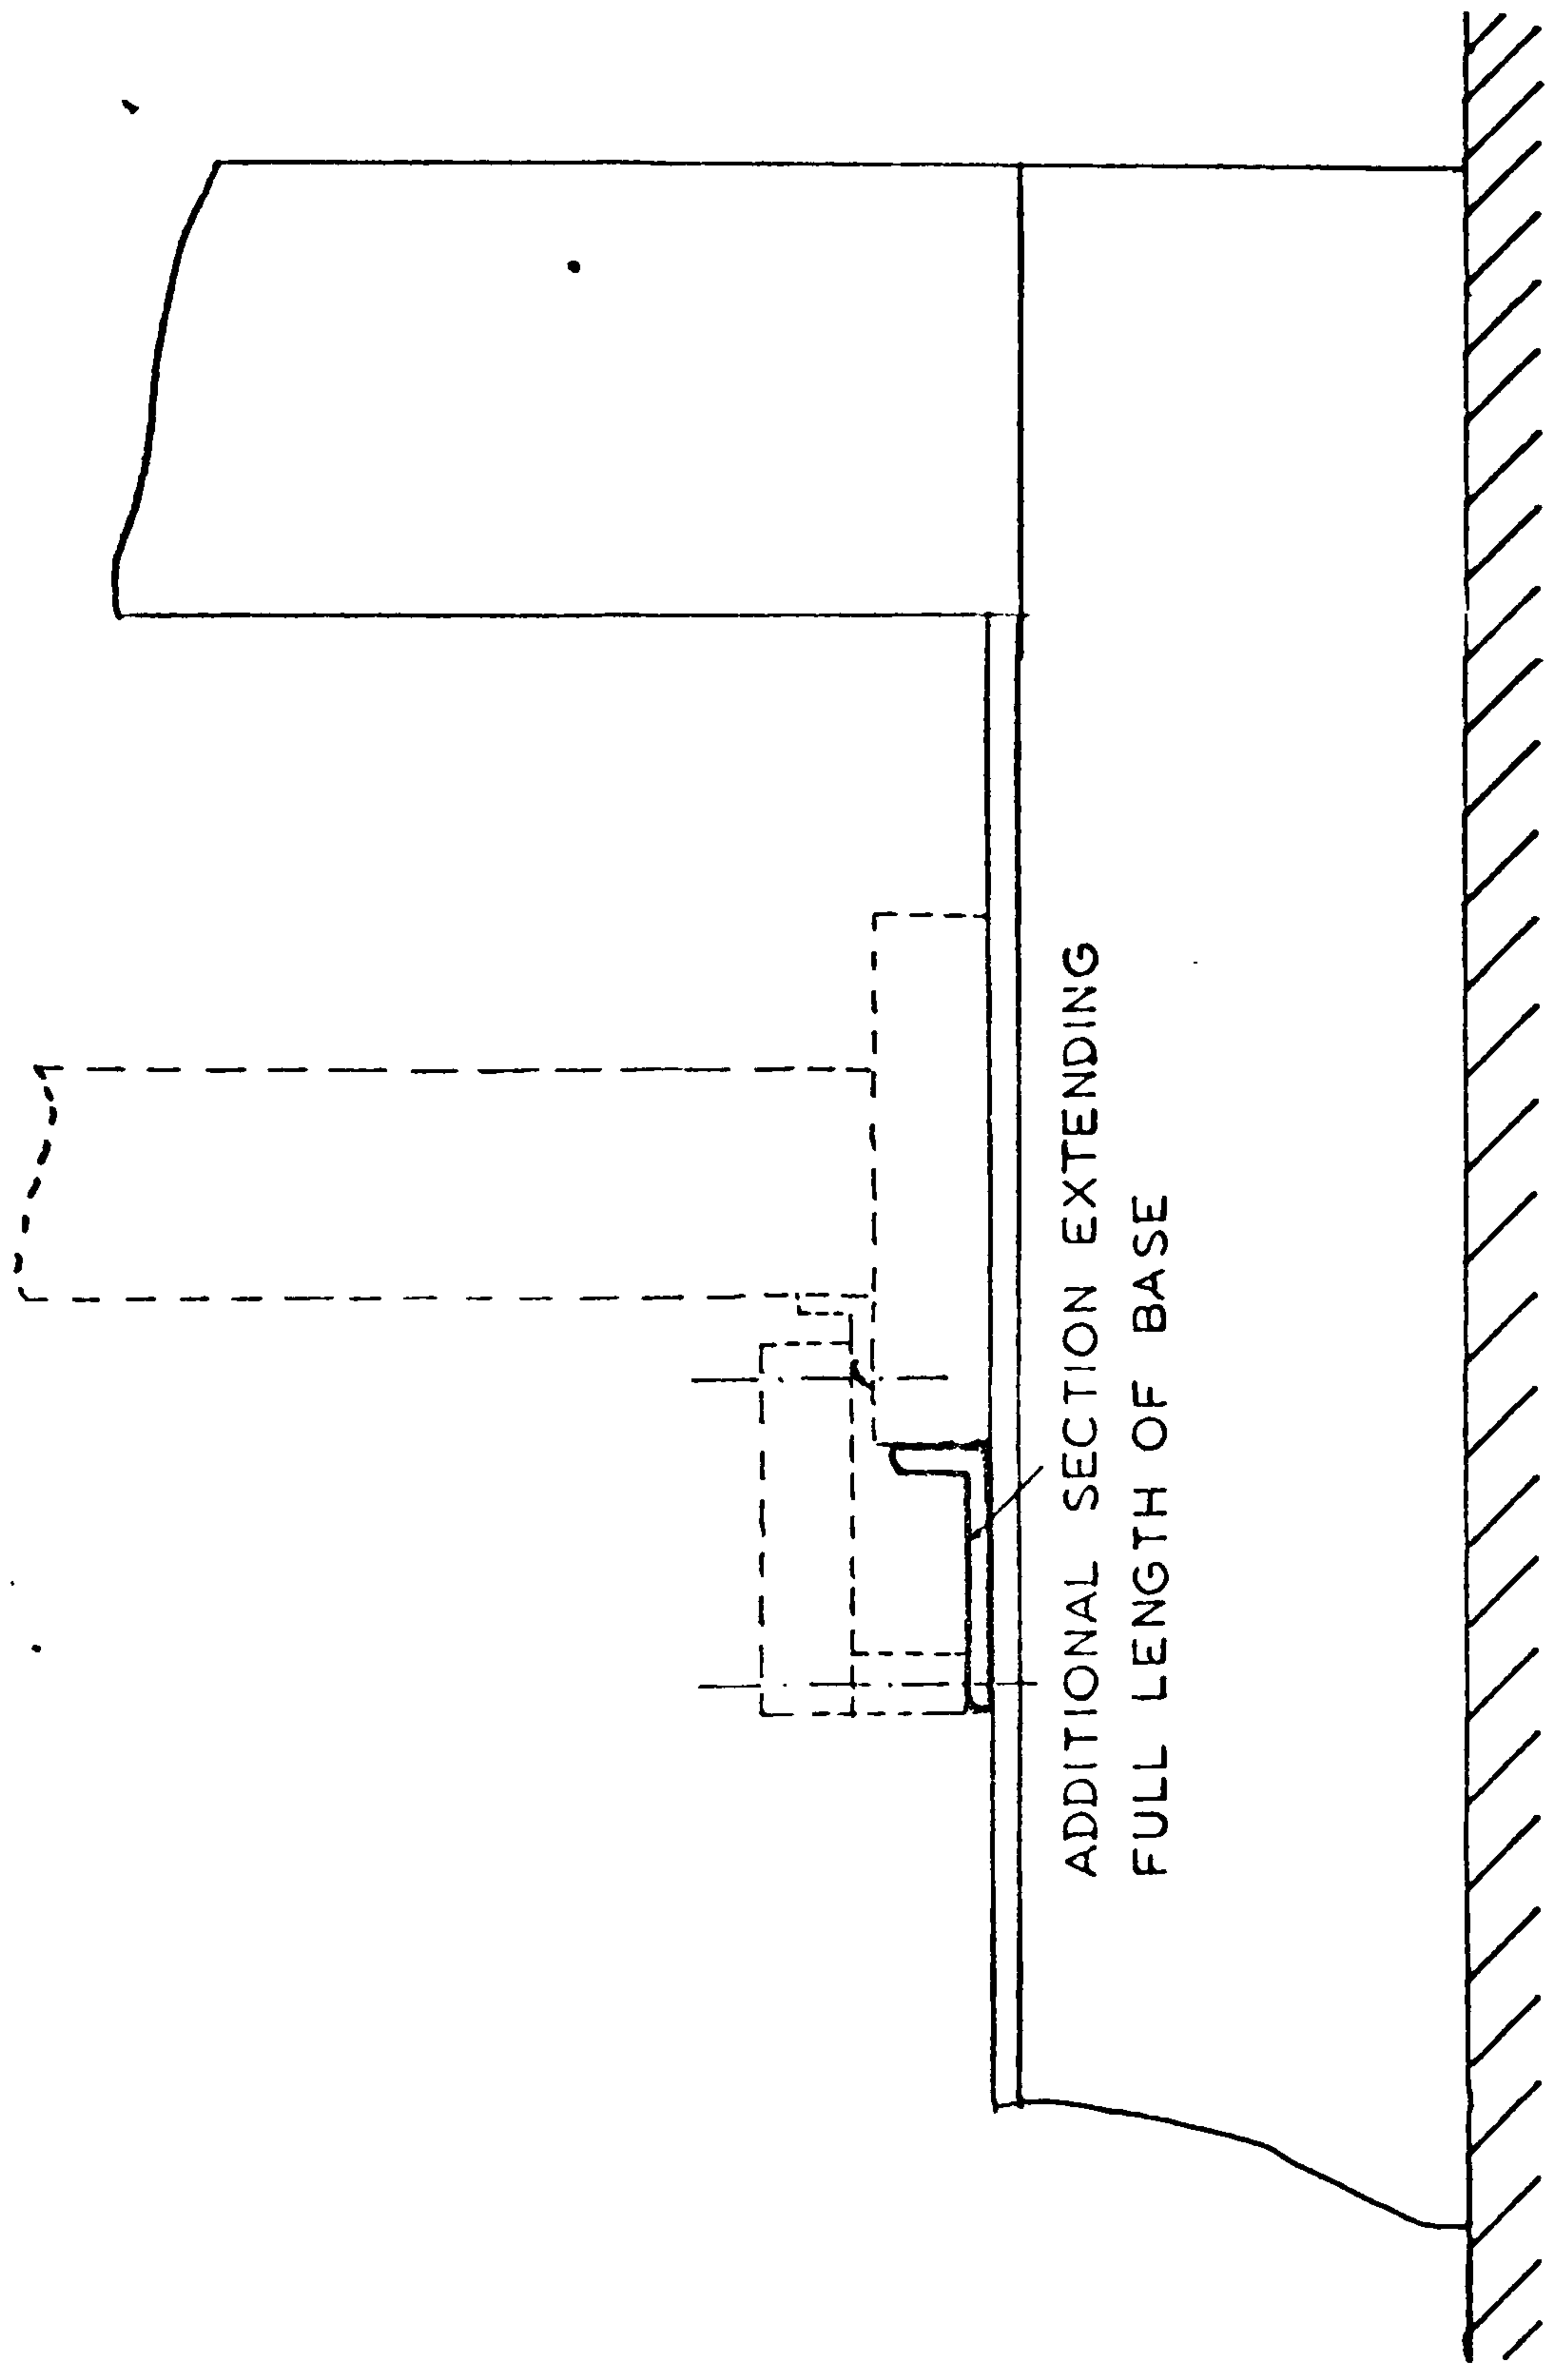 ADDITIONAL SECTION EXTENDING
FULL LENGTH OF BASE